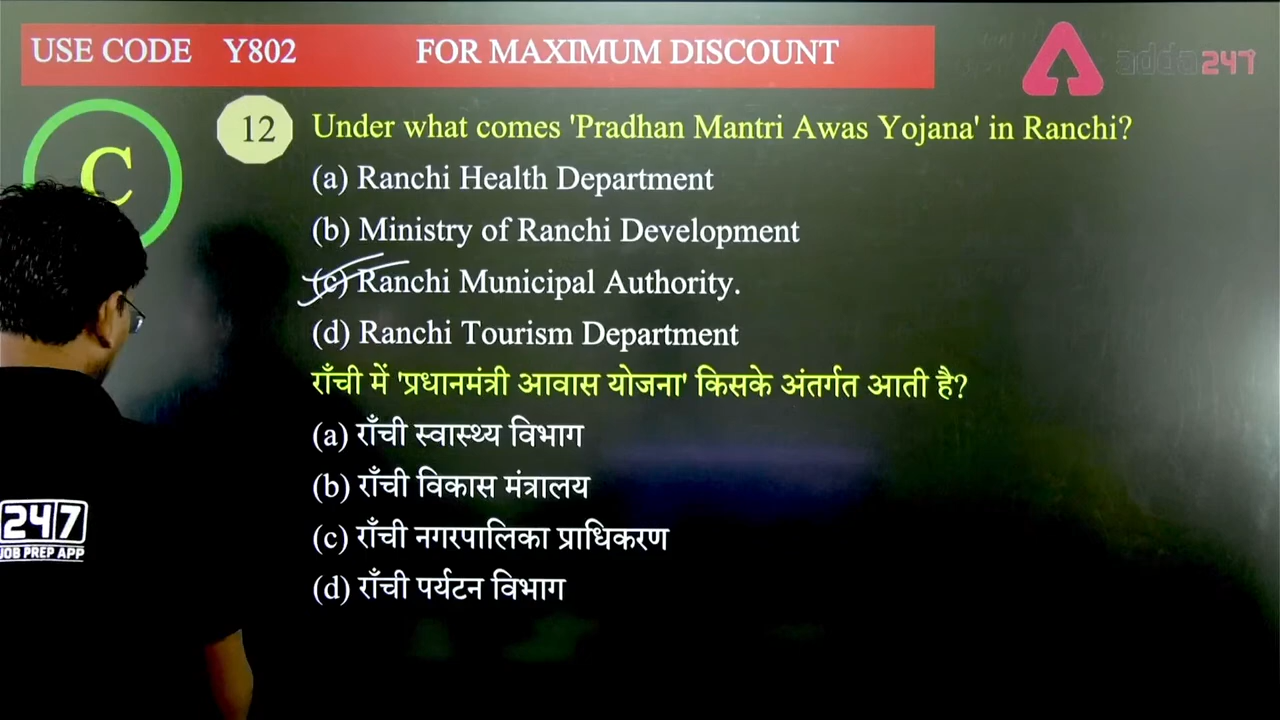 USE CODE Y802 FOR MAXIMUM DISCOUNT
adda247
C
12 Under what comes 'Pradhan Mantri Awas Yojana' in Ranchi?
(a) Ranchi Health Department
(b) Ministry of Ranchi Development
(c) Ranchi Municipal Authority.
(d) Ranchi Tourism Department
राँची में 'प्रधानमंत्री आवास योजना' किसके अंतर्गत आती है?
(a) राँची स्वास्थ्य विभाग
(b) राँची विकास मंत्रालय
(c) राँची नगरपालिका प्राधिकरण
(d) राँची पर्यटन विभाग
247
JOB PREP APP